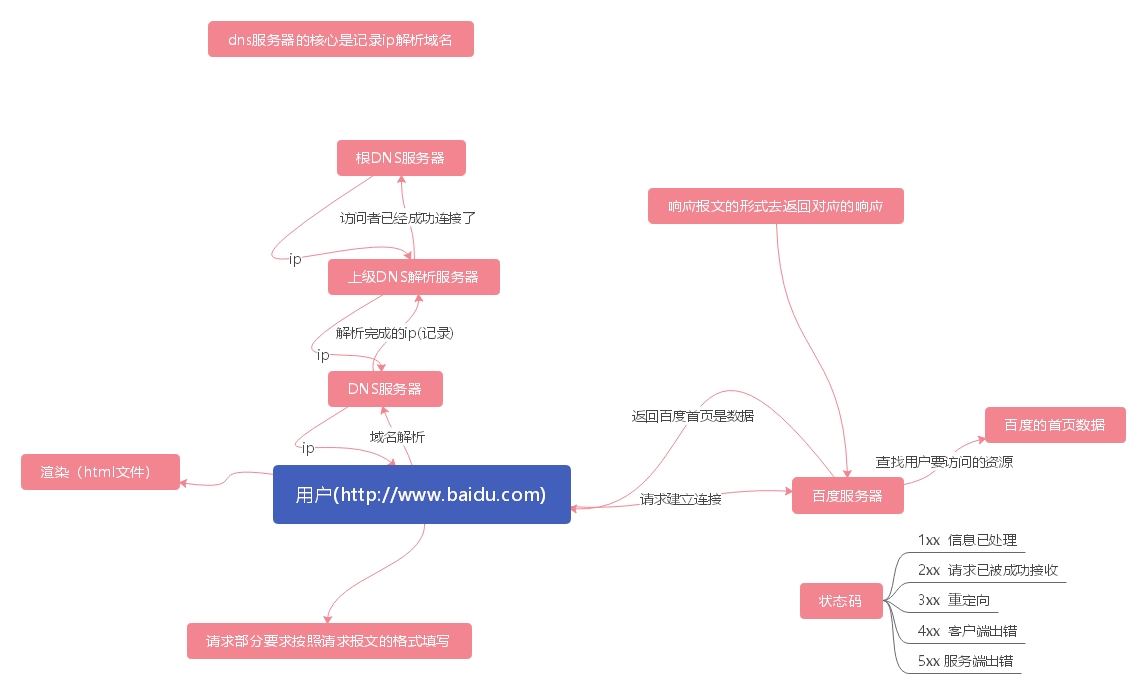 dns服务器的核心是记录ip解析域名
根DNS服务器
访问者已经成功连接了
ip
上级DNS解析服务器
解析完成的ip(记录)
ip
DNS服务器
域名解析
ip
渲染（html文件）
用户(http://www.baidu.com)
请求部分要求按照请求报文的格式填写
响应报文的形式去返回对应的响应
返回百度首页是数据
请求建立连接
百度服务器
查找用户要访问的资源
百度的首页数据
状态码
1xx 信息已处理
2xx 请求已被成功接收
3xx 重定向
4xx 客户端出错
5xx 服务端出错